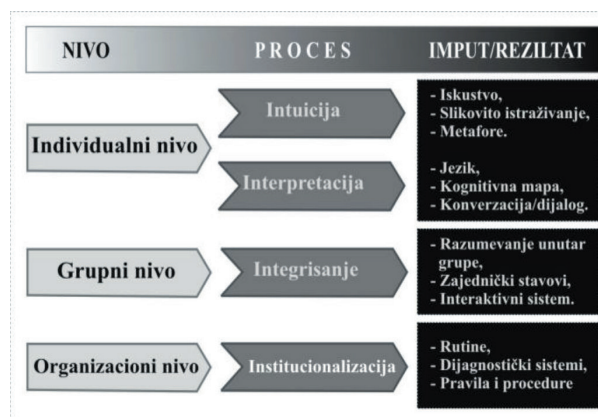 NIVO PROCES IMPUT/REZILTAT
Individualni nivo
Intuicija
- Iskustvo,
- Slikovito istraživanje,
- Metafore.
Interpretacija
- Jezik,
- Kognitivna mapa,
- Konverzacija/dijalog.
Grupni nivo
Integrisanje
- Razumevanje unutar
grupe,
- Zajednički stavovi,
- Interaktivni sistem.
Organizacioni nivo
Institucionalizacija
- Rutine,
- Dijagnostički sistemi,
- Pravila i procedure